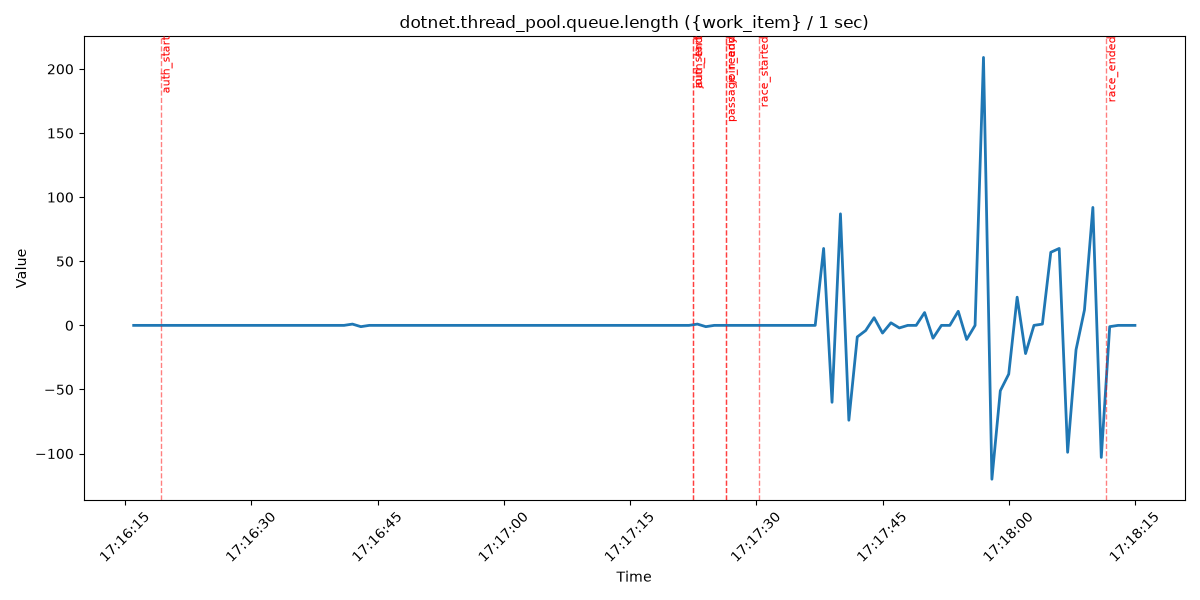 dotnet.thread_pool.queue.length ({work_item} / 1 sec)
Value
200
150
100
50
0
−50
−100
auth_start
race_started
race_ended
17:16:15
17:16:30
17:16:45
17:17:00
17:17:15
17:17:30
17:17:45
17:18:00
17:18:15
Time